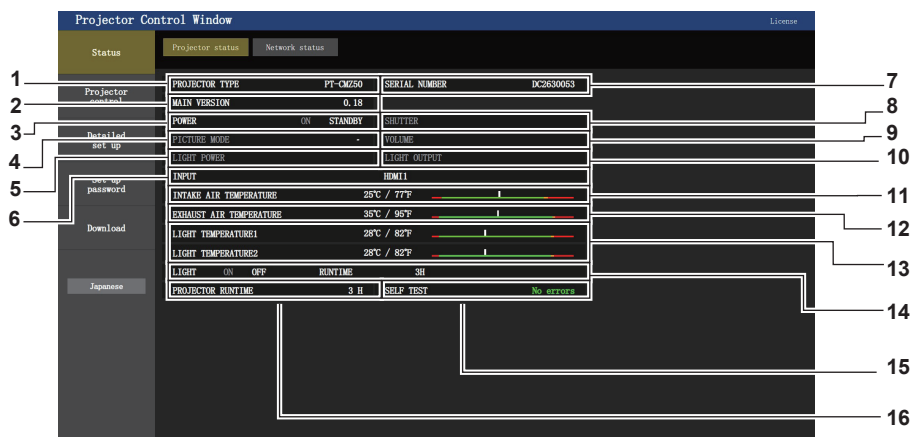 Projector Control Window License
Status Projector status Network status
1 PROJECTOR TYPE PT-CMZ50 SERIAL NUMBER DC2630053 7
Projector
control
2 MAIN VERSION 0.18
3 POWER ON STANDBY SHUTTER 8
Detailed
set up
4 PICTURE MODE - VOLUME 9
5 LIGHT POWER LIGHT OUTPUT 10
Set up
password
6 INPUT HDMI1
INTAKE AIR TEMPERATURE 25℃ / 77℉ 11
EXHAUST AIR TEMPERATURE 35℃ / 95℉ 12
Download
LIGHT TEMPERATURE1 28℃ / 82℉
LIGHT TEMPERATURE2 28℃ / 82℉ 13
LIGHT ON OFF RUNTIME 3H 14
Japanese
PROJECTOR RUNTIME 3 H SELF TEST No errors
15
16